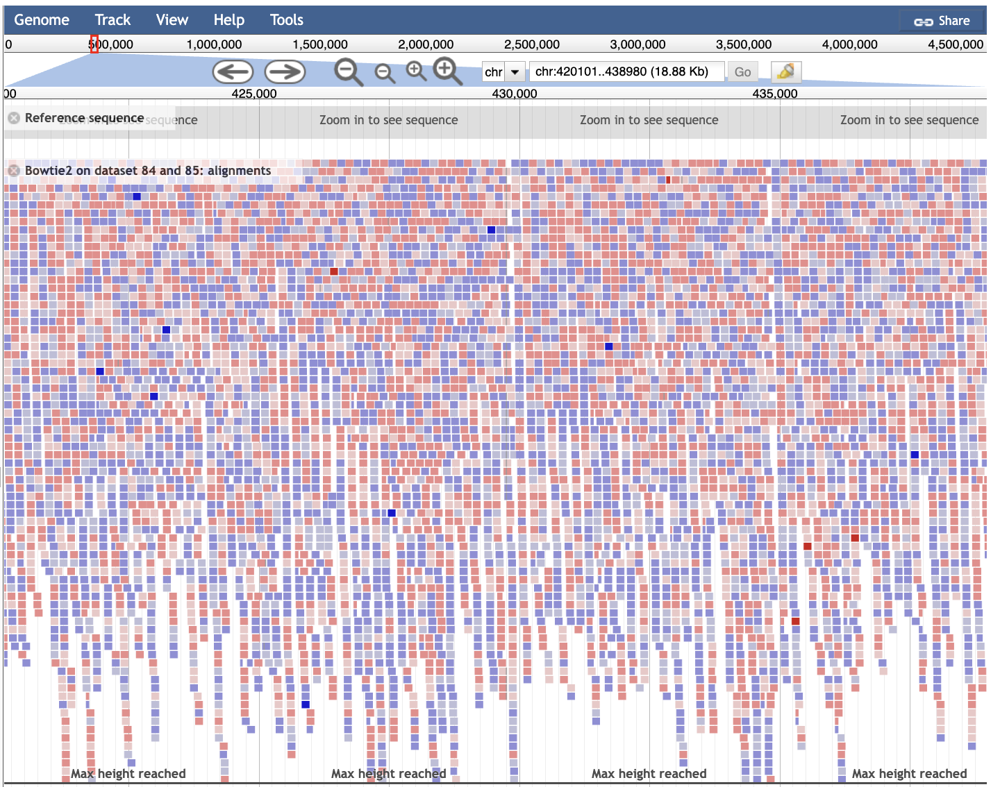 Genome Track View Help Tools Share
0 500,000 1,000,000 1,500,000 2,000,000 2,500,000 3,000,000 3,500,000 4,000,000 4,500,000
chr chr:420101..438980 (18.88 Kb) Go
00 425,000 430,000 435,000
Reference sequence Zoom in to see sequence Zoom in to see sequence Zoom in to see sequence Zoom in to see sequence
Bowtie2 on dataset 84 and 85: alignments
Max height reached Max height reached Max height reached Max height reached